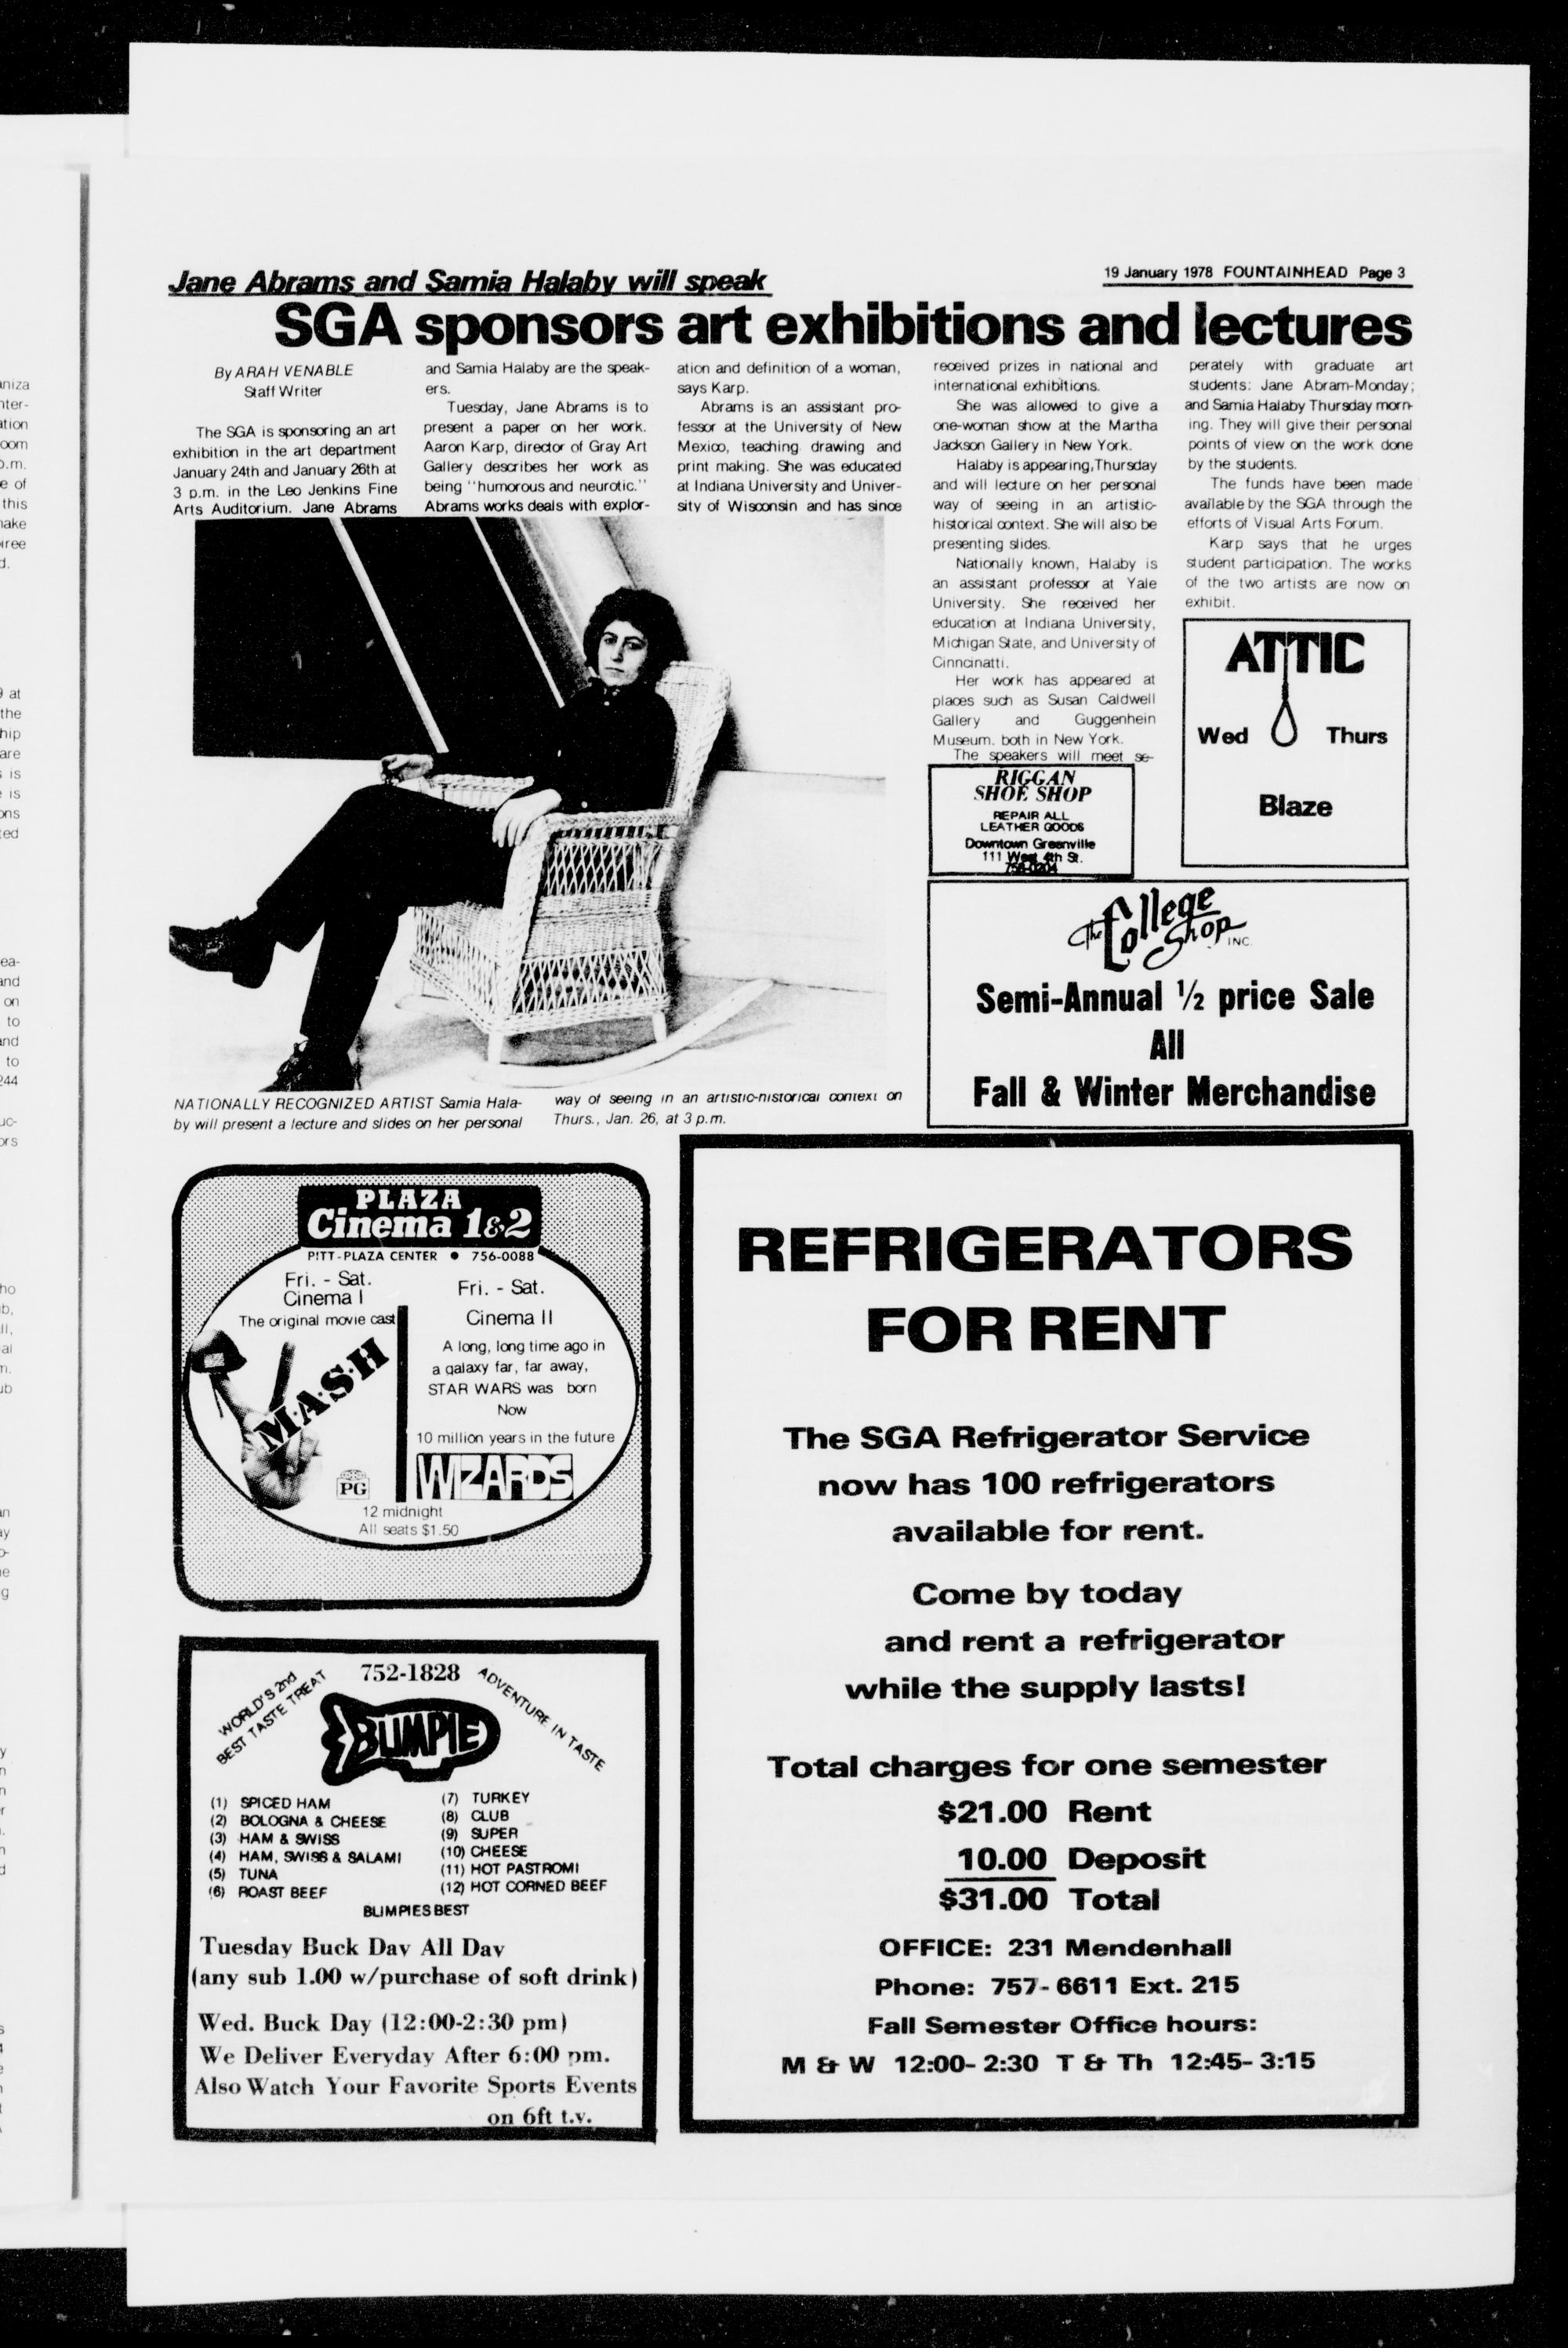 19 January 1978 FOUNTAINHEAD Page 3
Jane Abrams and Samia Halaby will speak
SGA sponsors art exhibitions and lectures
By ARAH VENABLE
Staff Writer
The SGA is sponsoring an art
exhibition in the art department
January 24th and January 26th at
3 p.m. in the Leo Jenkins Fine
Arts Auditorium. Jane Abrams
and Samia Halaby are the speak-
ers.
Tuesday, Jane Abrams is to
present a paper on her work.
Aaron Karp, director of Gray Art
Gallery describes her work as
being "humorous and neurotic."
Abrams works deals with explor-
ation and definition of a woman,
says Karp.
Abrams is an assistant pro-
fessor at the University of New
Mexico, teaching drawing and
print making. She was educated
at Indiana University and Univer-
sity of Wisconsin and has since
received prizes in national and
international exhibitions.
She was allowed to give a
one-woman show at the Martha
Jackson Gallery in New York.
Halaby is appearing, Thursday
and will lecture on her personal
way of seeing in an artistic-
historical context. She will also be
presenting slides.
Nationally known, Halaby is
an assistant professor at Yale
University. She received her
education at Indiana University,
Michigan State, and University of
Cinncinatti.
Her work has appeared at
places such as Susan Caldwell
Gallery and Guggenhein
Museum. both in New York.
The speakers will meet se-
perately with graduate art
students: Jane Abram-Monday;
and Samia Halaby Thursday morn-
ing. They will give their personal
points of view on the work done
by the students.
The funds have been made
available by the SGA through the
efforts of Visual Arts Forum.
Karp says that he urges
student participation. The works
of the two artists are now on
exhibit.
NATIONALLY RECOGNIZED ARTIST Samia Hala-
by will present a lecture and slides on her personal
way of seeing in an artistic-historical context on
Thurs., Jan. 26, at 3 p.m.
ATTIC
Wed Thurs
Blaze
RIGGAN
SHOE SHOP
REPAIR ALL
LEATHER GOODS
Downtown Greenville
111 West 4th St.
758-0204
The College
Shop INC.
Semi-Annual ½ price Sale
All
Fall & Winter Merchandise
PLAZA
Cinema 1&2
PITT-PLAZA CENTER • 756-0088
Fri. - Sat.
Cinema I
The original movie cast
M*A*S*H
PG
Fri. - Sat.
Cinema II
A long, long time ago in
a galaxy far, far away,
STAR WARS was born
Now
10 million years in the future
WIZARDS
12 midnight
All seats $1.50
752-1828
WORLD'S 2nd
BEST TASTE TREAT
ADVENTURE IN TASTE
BLIMPIE
(1) SPICED HAM
(2) BOLOGNA & CHEESE
(3) HAM & SWISS
(4) HAM, SWISS & SALAMI
(5) TUNA
(6) ROAST BEEF
(7) TURKEY
(8) CLUB
(9) SUPER
(10) CHEESE
(11) HOT PASTROMI
(12) HOT CORNED BEEF
BLIMPIES BEST
Tuesday Buck Day All Day
(any sub 1.00 w/purchase of soft drink)
Wed. Buck Day (12:00-2:30 pm)
We Deliver Everyday After 6:00 pm.
Also Watch Your Favorite Sports Events
on 6ft t.v.
REFRIGERATORS
FOR RENT
The SGA Refrigerator Service
now has 100 refrigerators
available for rent.
Come by today
and rent a refrigerator
while the supply lasts!
Total charges for one semester
$21.00 Rent
10.00 Deposit
$31.00 Total
OFFICE: 231 Mendenhall
Phone: 757-6611 Ext. 215
Fall Semester Office hours:
M & W 12:00-2:30 T & Th 12:45-3:15